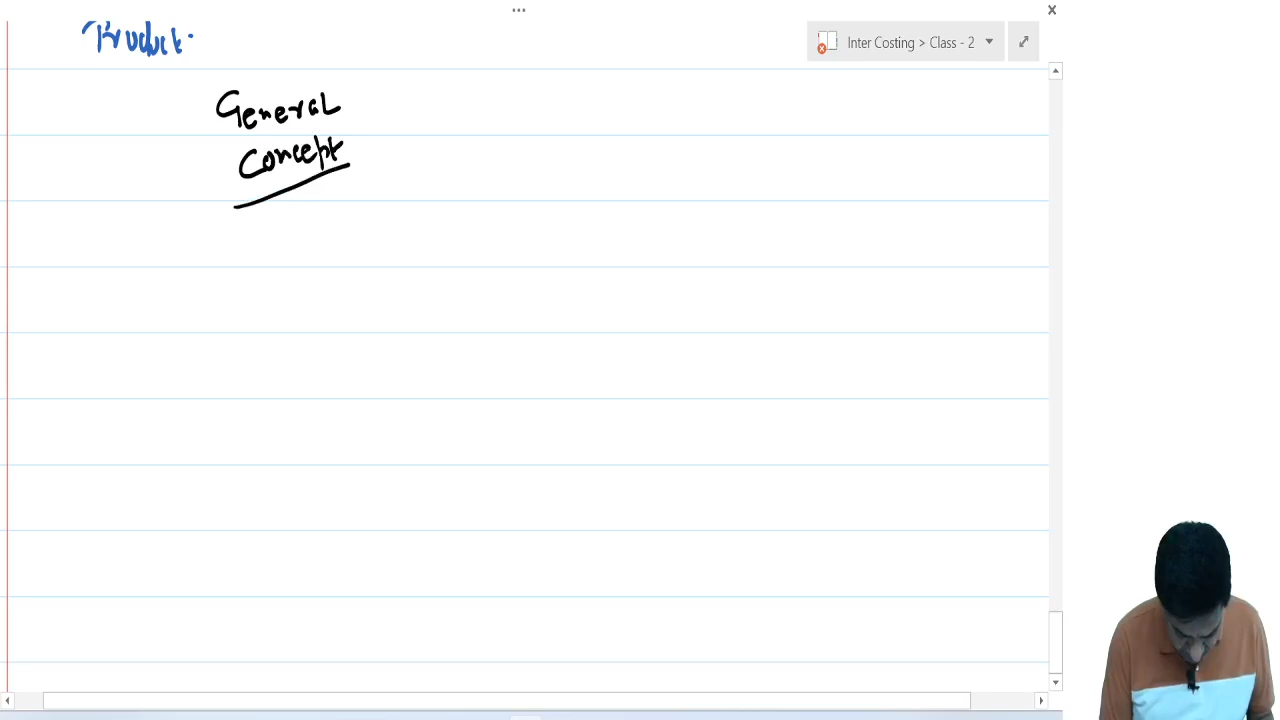 Product.
Inter Costing > Class - 2
General
Concept